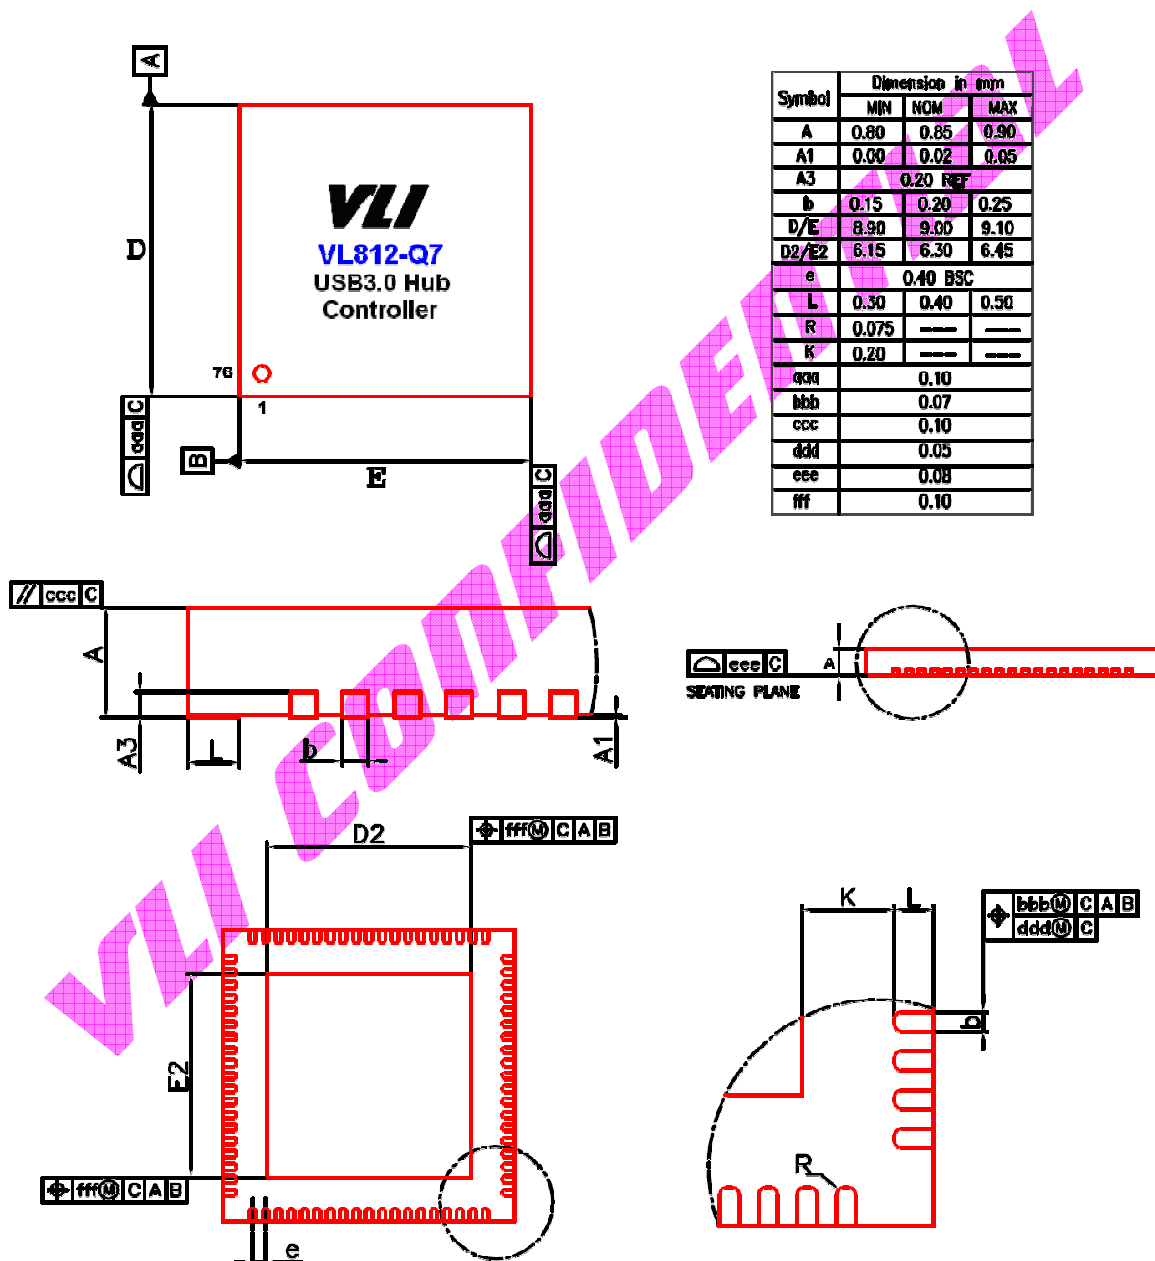 A
Symbol Dimension in mm
MIN NOM MAX
A 0.80 0.85 0.90
A1 0.00 0.02 0.05
A3 0.20 REF
b 0.15 0.20 0.25
D/E 8.90 9.00 9.10
D2/E2 6.15 6.30 6.45
e 0.40 BSC
L 0.30 0.40 0.50
R 0.075 --- ---
K 0.20 --- ---
aaa 0.10
bbb 0.07
ccc 0.10
ddd 0.05
eee 0.08
fff 0.10
D
VLI
VL812-Q7
USB3.0 Hub
Controller
76
1
aaa C
B
E
aaa C
// ccc C
A
A3
L
b
A1
eee C
SEATING PLANE
A
D2
fff Ⓜ C A B
E2
fff Ⓜ C A B
e
K
L
bbb Ⓜ C A B
ddd Ⓜ C
b
R
VLI CONFIDENTIAL